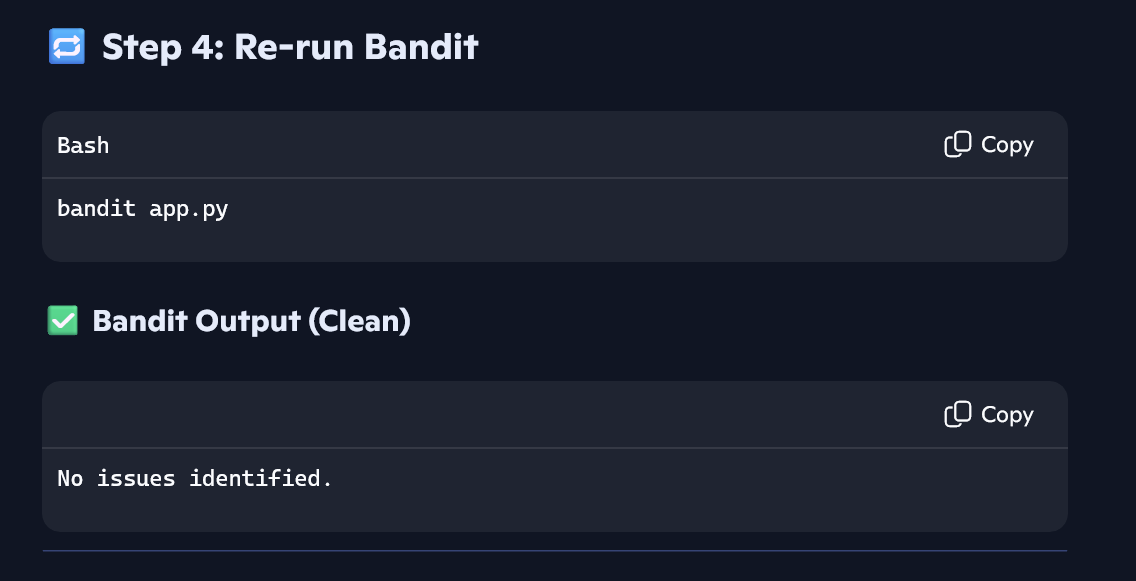 Step 4: Re-run Bandit
Bash
Copy
bandit app.py
Bandit Output (Clean)
Copy
No issues identified.